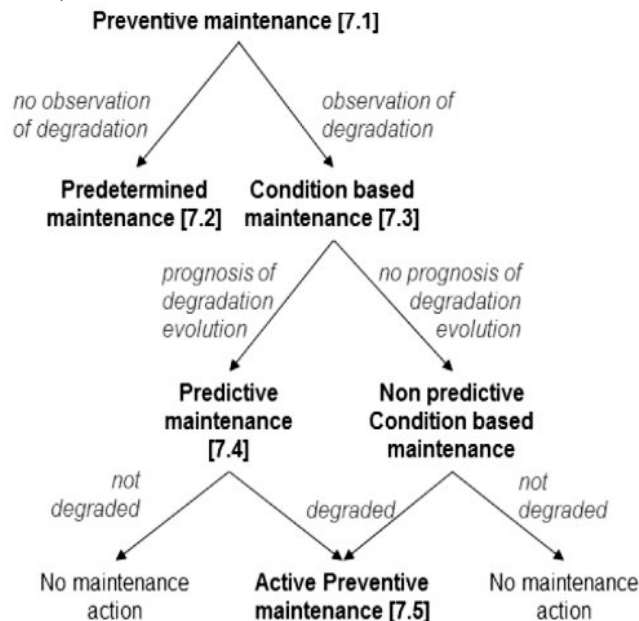 Preventive maintenance [7.1]
no observation
of degradation
observation of
degradation
Predetermined
maintenance [7.2]
Condition based
maintenance [7.3]
prognosis of
degradation
evolution
no prognosis of
degradation
evolution
Predictive
maintenance
[7.4]
Non predictive
Condition based
maintenance
not
degraded
degraded
not
degraded
No maintenance
action
Active Preventive
maintenance [7.5]
No maintenance
action